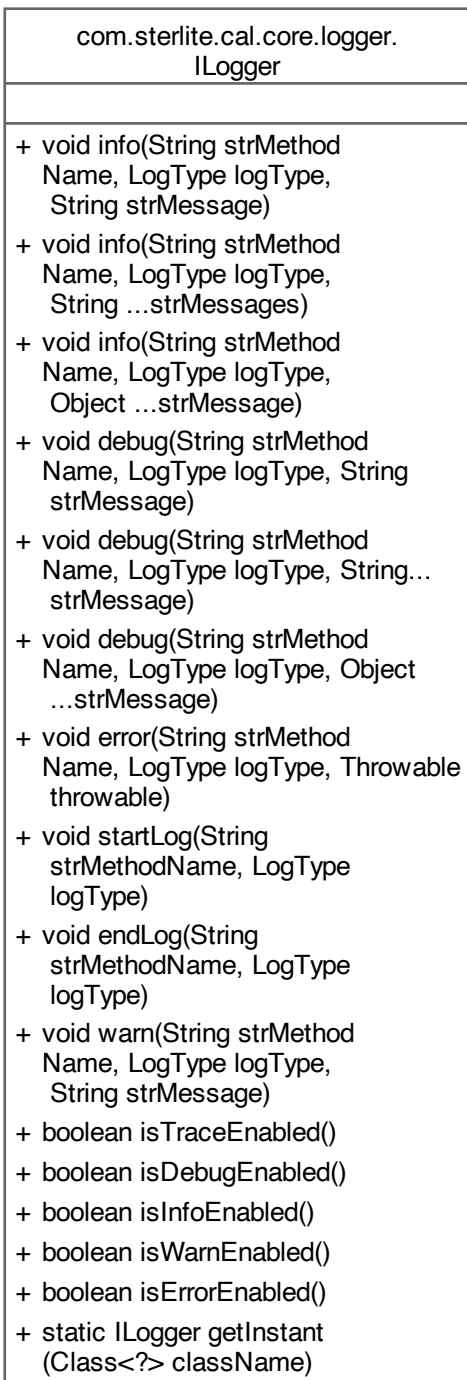 com.sterlite.cal.core.logger.
ILogger
+ void info(String strMethod
Name, LogType logType,
String strMessage)
+ void info(String strMethod
Name, LogType logType,
String ...strMessages)
+ void info(String strMethod
Name, LogType logType,
Object ...strMessage)
+ void debug(String strMethod
Name, LogType logType, String
strMessage)
+ void debug(String strMethod
Name, LogType logType, String...
strMessage)
+ void debug(String strMethod
Name, LogType logType, Object
...strMessage)
+ void error(String strMethod
Name, LogType logType, Throwable
throwable)
+ void startLog(String
strMethodName, LogType
logType)
+ void endLog(String
strMethodName, LogType
logType)
+ void warn(String strMethod
Name, LogType logType,
String strMessage)
+ boolean isTraceEnabled()
+ boolean isDebugEnabled()
+ boolean isInfoEnabled()
+ boolean isWarnEnabled()
+ boolean isErrorEnabled()
+ static ILogger getInstant
(Class<?> className)